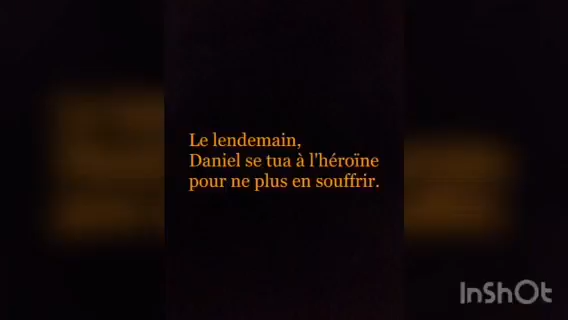 Le lendemain,
Daniel se tua à l'héroïne
pour ne plus en souffrir.
InShOt